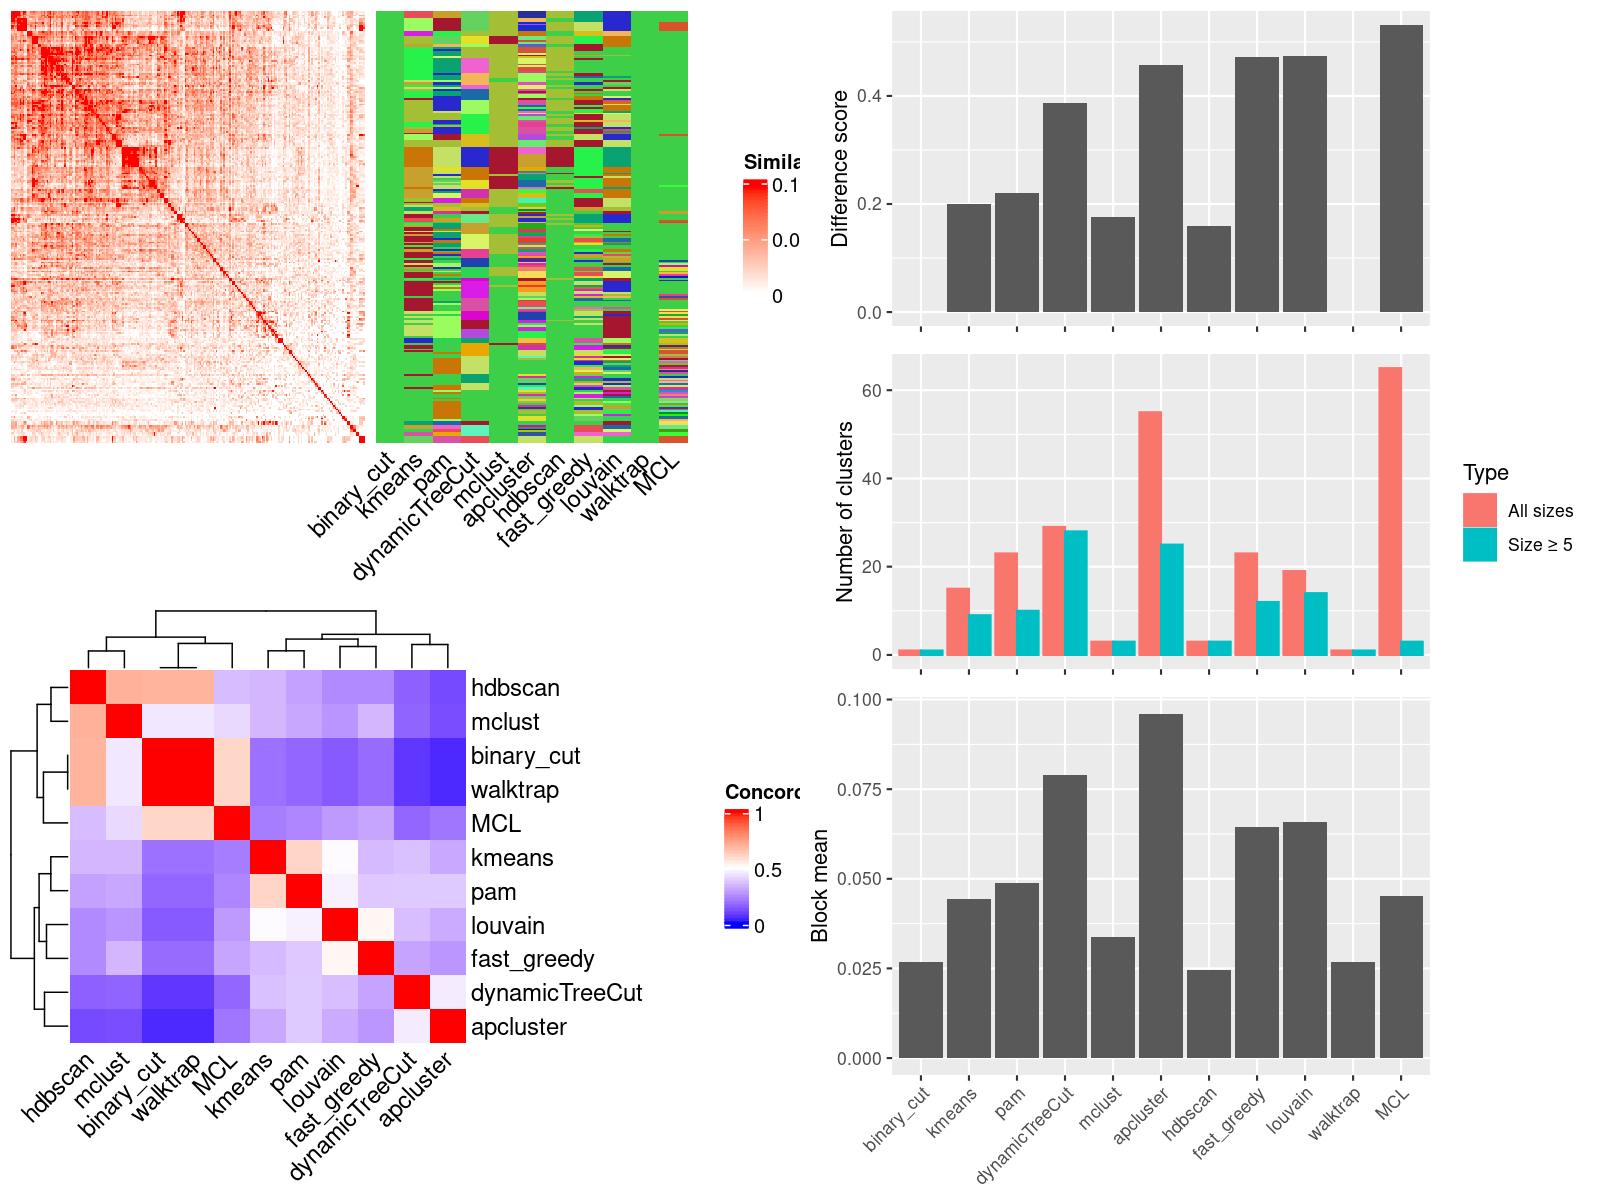 Simila
0.1
0.0
0
binary_cut
kmeans
pam
dynamicTreeCut
mclust
apcluster
hdbscan
fast_greedy
louvain
walktrap
MCL
Difference score
0.4
0.2
0.0
Number of clusters
60
40
20
0
Type
All sizes
Size ≥ 5
hdbscan
mclust
binary_cut
walktrap
MCL
kmeans
pam
louvain
fast_greedy
dynamicTreeCut
apcluster
hdbscan
mclust
binary_cut
walktrap
MCL
kmeans
pam
louvain
fast_greedy
dynamicTreeCut
apcluster
Concord
1
0.5
0
Block mean
0.100
0.075
0.050
0.025
0.000
binary_cut
kmeans
pam
dynamicTreeCut
mclust
apcluster
hdbscan
fast_greedy
louvain
walktrap
MCL